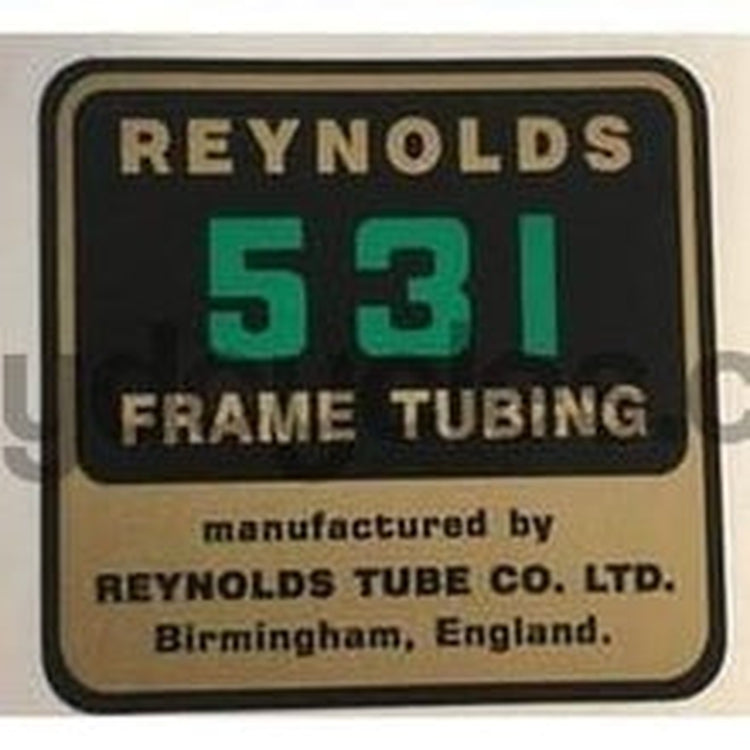 REYNOLDS
531
FRAME TUBING
manufactured by
REYNOLDS TUBE CO. LTD.
Birmingham, England.